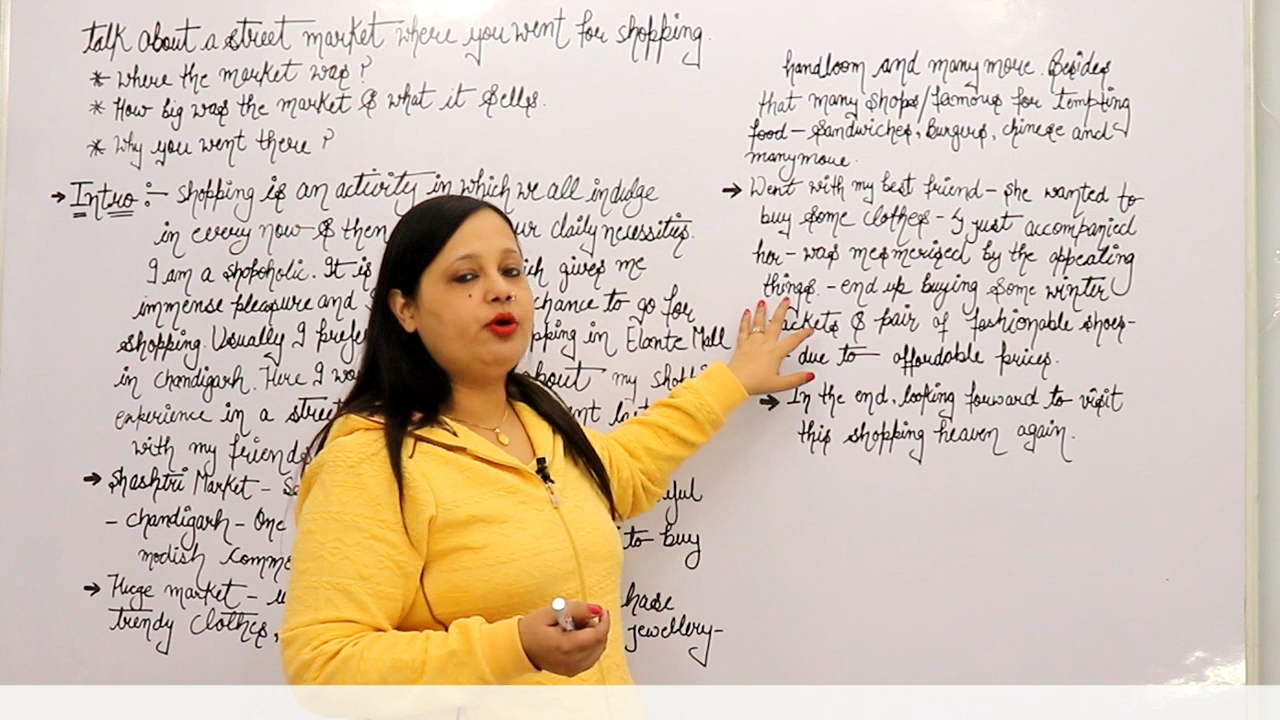 talk about a street market where you went for shopping.
* Where the market was?
* How big was the market & what it sells.
* Why you went there?
→ Intro :- shopping is an activity in which we all indulge
in every now & then our daily necessities.
I am a shopoholic. It is which gives me
immense pleasure and chance to go for
shopping. Usually I prefer shopping in Elante Mall
in chandigarh. Here I wo about my
experience in a street
with my friends
→ Shashtri Market -
- chandigarh - One to buy
modish
→ Huge market -
trendy clothes, jewellery-
handloom and many more. Besides
that many shops/famous for tempting
food - sandwiches, burgers, chinese and
many more.
→ Went with my best friend - she wanted to
buy some clothes - I just accompanied
her - was mesmerised by the appealing
things. - end up buying some winter
jackets & pair of fashionable shoes-
- due to affordable prices.
→ In the end, looking forward to visit
this shopping heaven again.